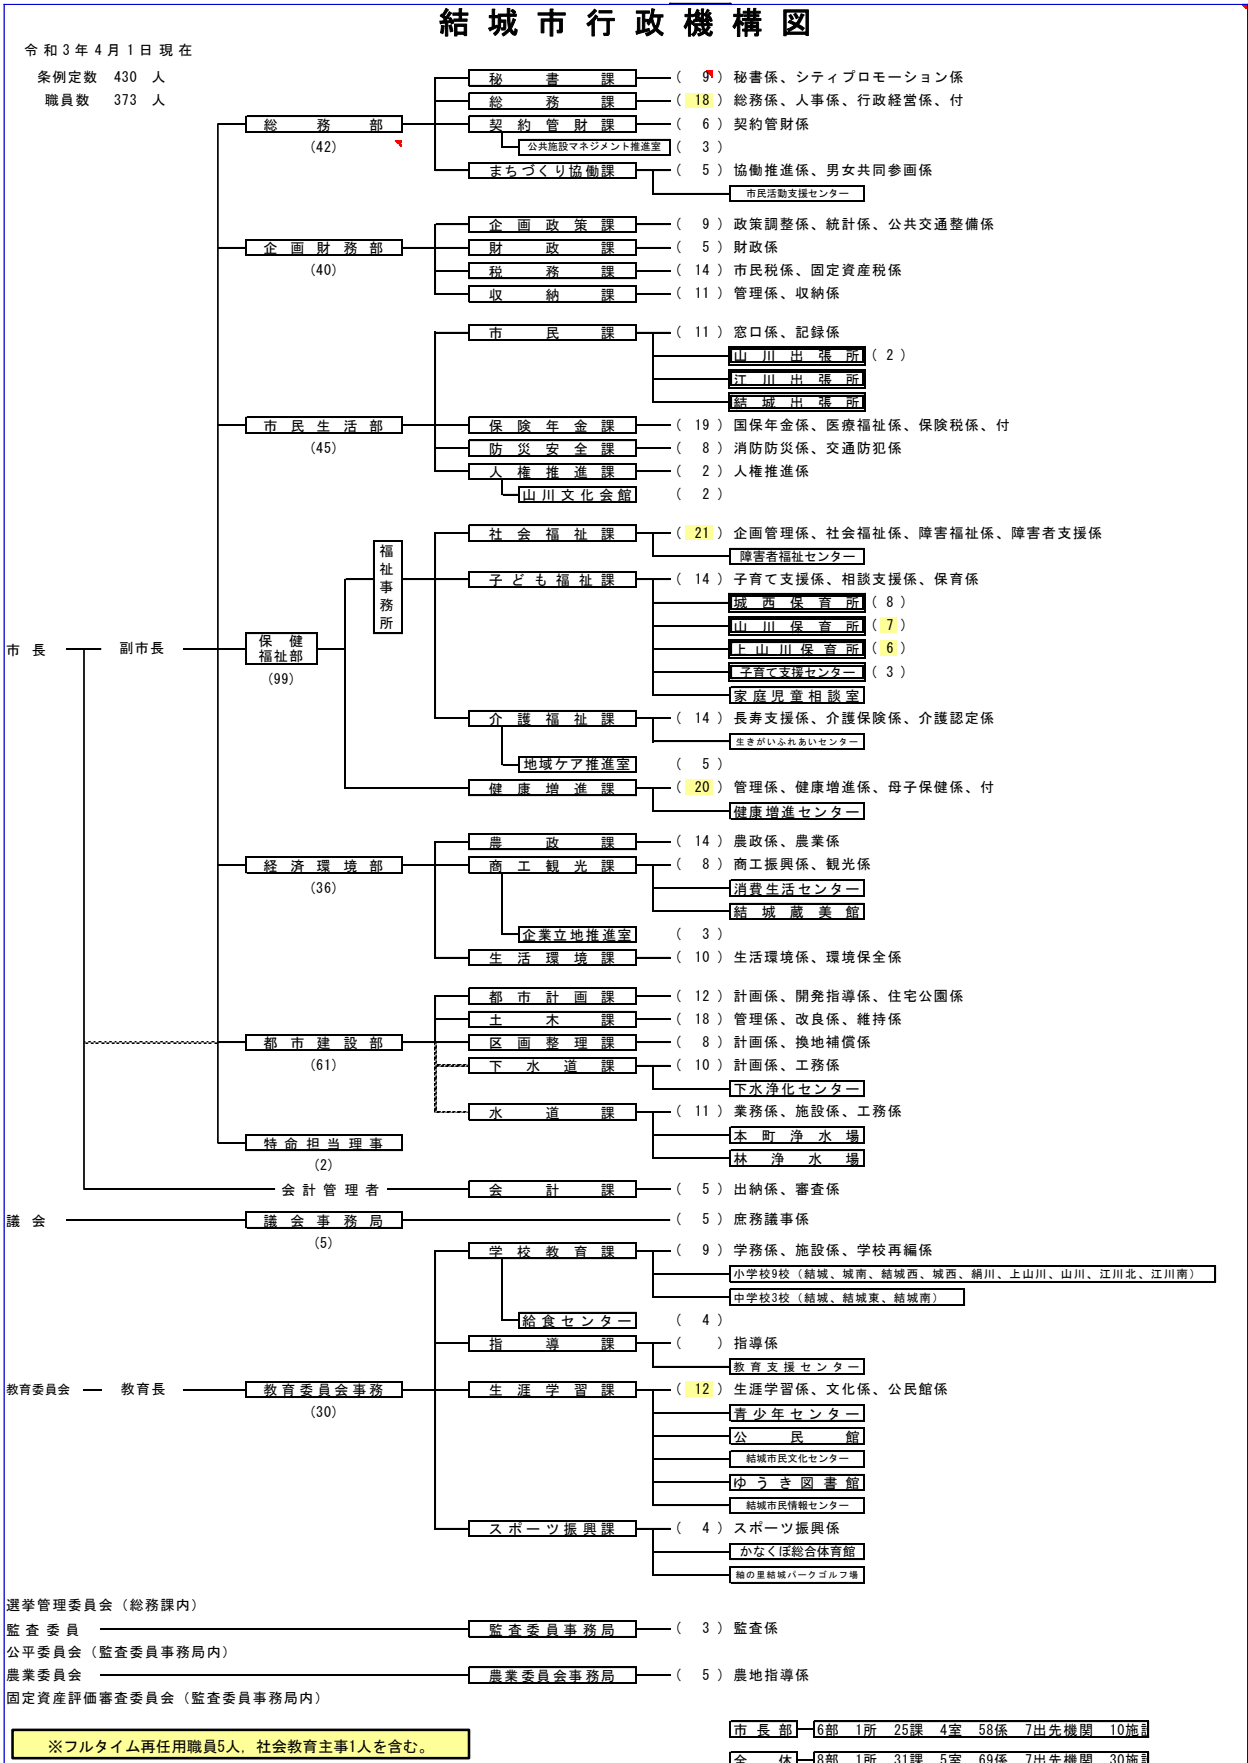 結城市行政機構図
令和3年4月1日現在
条例定数 430 人
職員数 373 人
秘書課 ( 9 ) 秘書係、シティプロモーション係
総務課 ( 18 ) 総務係、人事係、行政経営係、付
総務部 契約管財課 ( 6 ) 契約管財係
(42) 公共施設マネジメント推進室 ( 3 )
まちづくり協働課 ( 5 ) 協働推進係、男女共同参画係
市民活動支援センター
企画政策課 ( 9 ) 政策調整係、統計係、公共交通整備係
企画財務部 財政課 ( 5 ) 財政係
(40) 税務課 ( 14 ) 市民税係、固定資産税係
収納課 ( 11 ) 管理係、収納係
市民課 ( 11 ) 窓口係、記録係
山川出張所 ( 2 )
江川出張所
結城出張所
市民生活部 保険年金課 ( 19 ) 国保年金係、医療福祉係、保険税係、付
(45) 防災安全課 ( 8 ) 消防防災係、交通防犯係
人権推進課 ( 2 ) 人権推進係
山川文化会館 ( 2 )
社会福祉課 ( 21 ) 企画管理係、社会福祉係、障害福祉係、障害者支援係
障害者福祉センター
福祉事務所 子ども福祉課 ( 14 ) 子育て支援係、相談支援係、保育係
城西保育所 ( 8 )
山川保育所 ( 7 )
市長 副市長 保健福祉部 上山川保育所 ( 6 )
(99) 子育て支援センター ( 3 )
家庭児童相談室
介護福祉課 ( 14 ) 長寿支援係、介護保険係、介護認定係
生きがいふれあいセンター
地域ケア推進室 ( 5 )
健康増進課 ( 20 ) 管理係、健康増進係、母子保健係、付
健康増進センター
農政課 ( 14 ) 農政係、農業係
経済環境部 商工観光課 ( 8 ) 商工振興係、観光係
(36) 消費生活センター
結城蔵美館
企業立地推進室 ( 3 )
生活環境課 ( 10 ) 生活環境係、環境保全係
都市計画課 ( 12 ) 計画係、開発指導係、住宅公園係
土木課 ( 18 ) 管理係、改良係、維持係
都市建設部 区画整理課 ( 8 ) 計画係、換地補償係
(61) 下水道課 ( 10 ) 計画係、工務係
下水浄化センター
水道課 ( 11 ) 業務係、施設係、工務係
本町浄水場
特命担当理事 林浄水場
(2)
会計管理者 会計課 ( 5 ) 出納係、審査係
議会 議会事務局 ( 5 ) 庶務議事係
(5)
学校教育課 ( 9 ) 学務係、施設係、学校再編係
小学校9校（結城、城南、結城西、城西、絹川、上山川、山川、江川北、江川南）
中学校3校（結城、結城東、結城南）
給食センター ( 4 )
指導課 ( ) 指導係
教育支援センター
教育委員会 教育長 教育委員会事務 生涯学習課 ( 12 ) 生涯学習係、文化係、公民館係
(30) 青少年センター
公民館
結城市民文化センター
ゆうき図書館
結城市民情報センター
スポーツ振興課 ( 4 ) スポーツ振興係
かなくぼ総合体育館
紬の里結城パークゴルフ場
選挙管理委員会（総務課内）
監査委員 監査委員事務局 ( 3 ) 監査係
公平委員会（監査委員事務局内）
農業委員会 農業委員会事務局 ( 5 ) 農地指導係
固定資産評価審査委員会（監査委員事務局内）
市長部 6部 1所 25課 4室 58係 7出先機関 10施
※フルタイム再任用職員5人，社会教育主事1人を含む。
全体 8部 1所 31課 5室 69係 7出先機関 30施